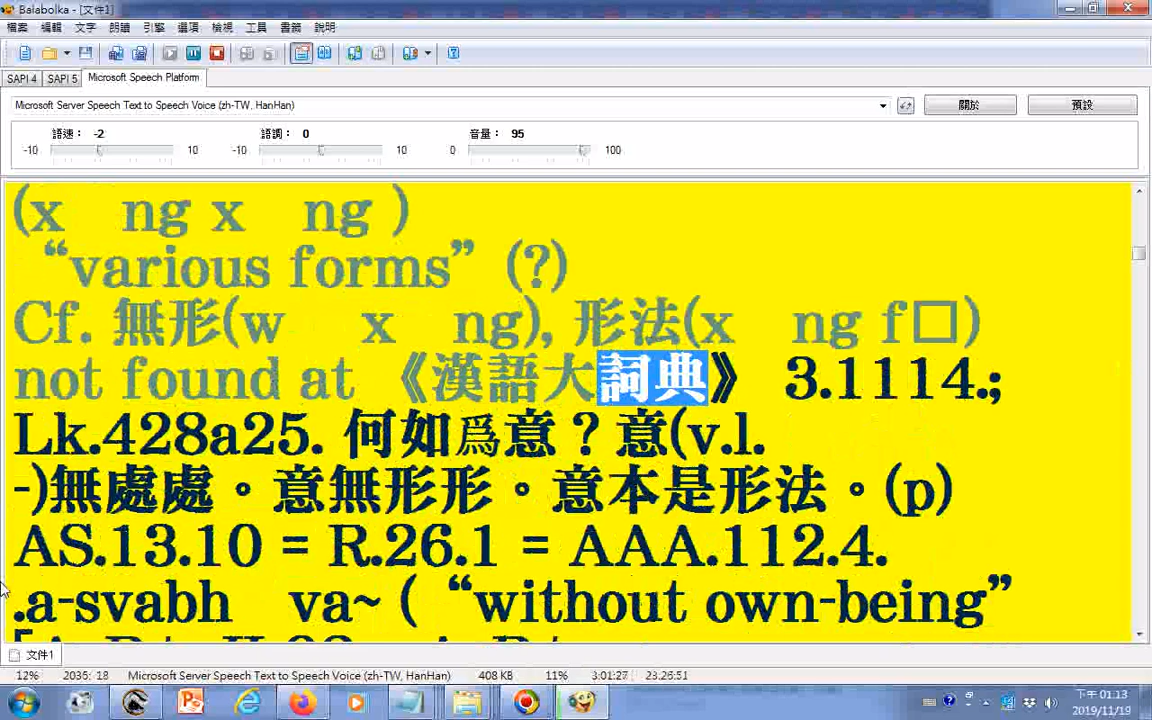 Balabolka - [文件1]
檔案 編輯 文字 朗讀 引擎 選項 檢視 工具 書籤 說明
SAPI 4 SAPI 5 Microsoft Speech Platform
Microsoft Server Speech Text to Speech Voice (zh-TW, HanHan) 關於 預設
語速： -2 語調： 0 音量： 95
-10 10 -10 10 0 100
(x ng x ng )
“various forms” (?)
Cf. 無形(w x ng), 形法(x ng f□)
not found at 《漢語大詞典》 3.1114.;
Lk.428a25. 何如爲意？意(v.l.
-)無處處。意無形形。意本是形法。(p)
AS.13.10 = R.26.1 = AAA.112.4.
.a-svabh va~ (“without own-being”
文件1
12% 2035: 18 Microsoft Server Speech Text to Speech Voice (zh-TW, HanHan) 408 KB 11% 3:01:27 23:26:51
下午 01:13
2019/11/19